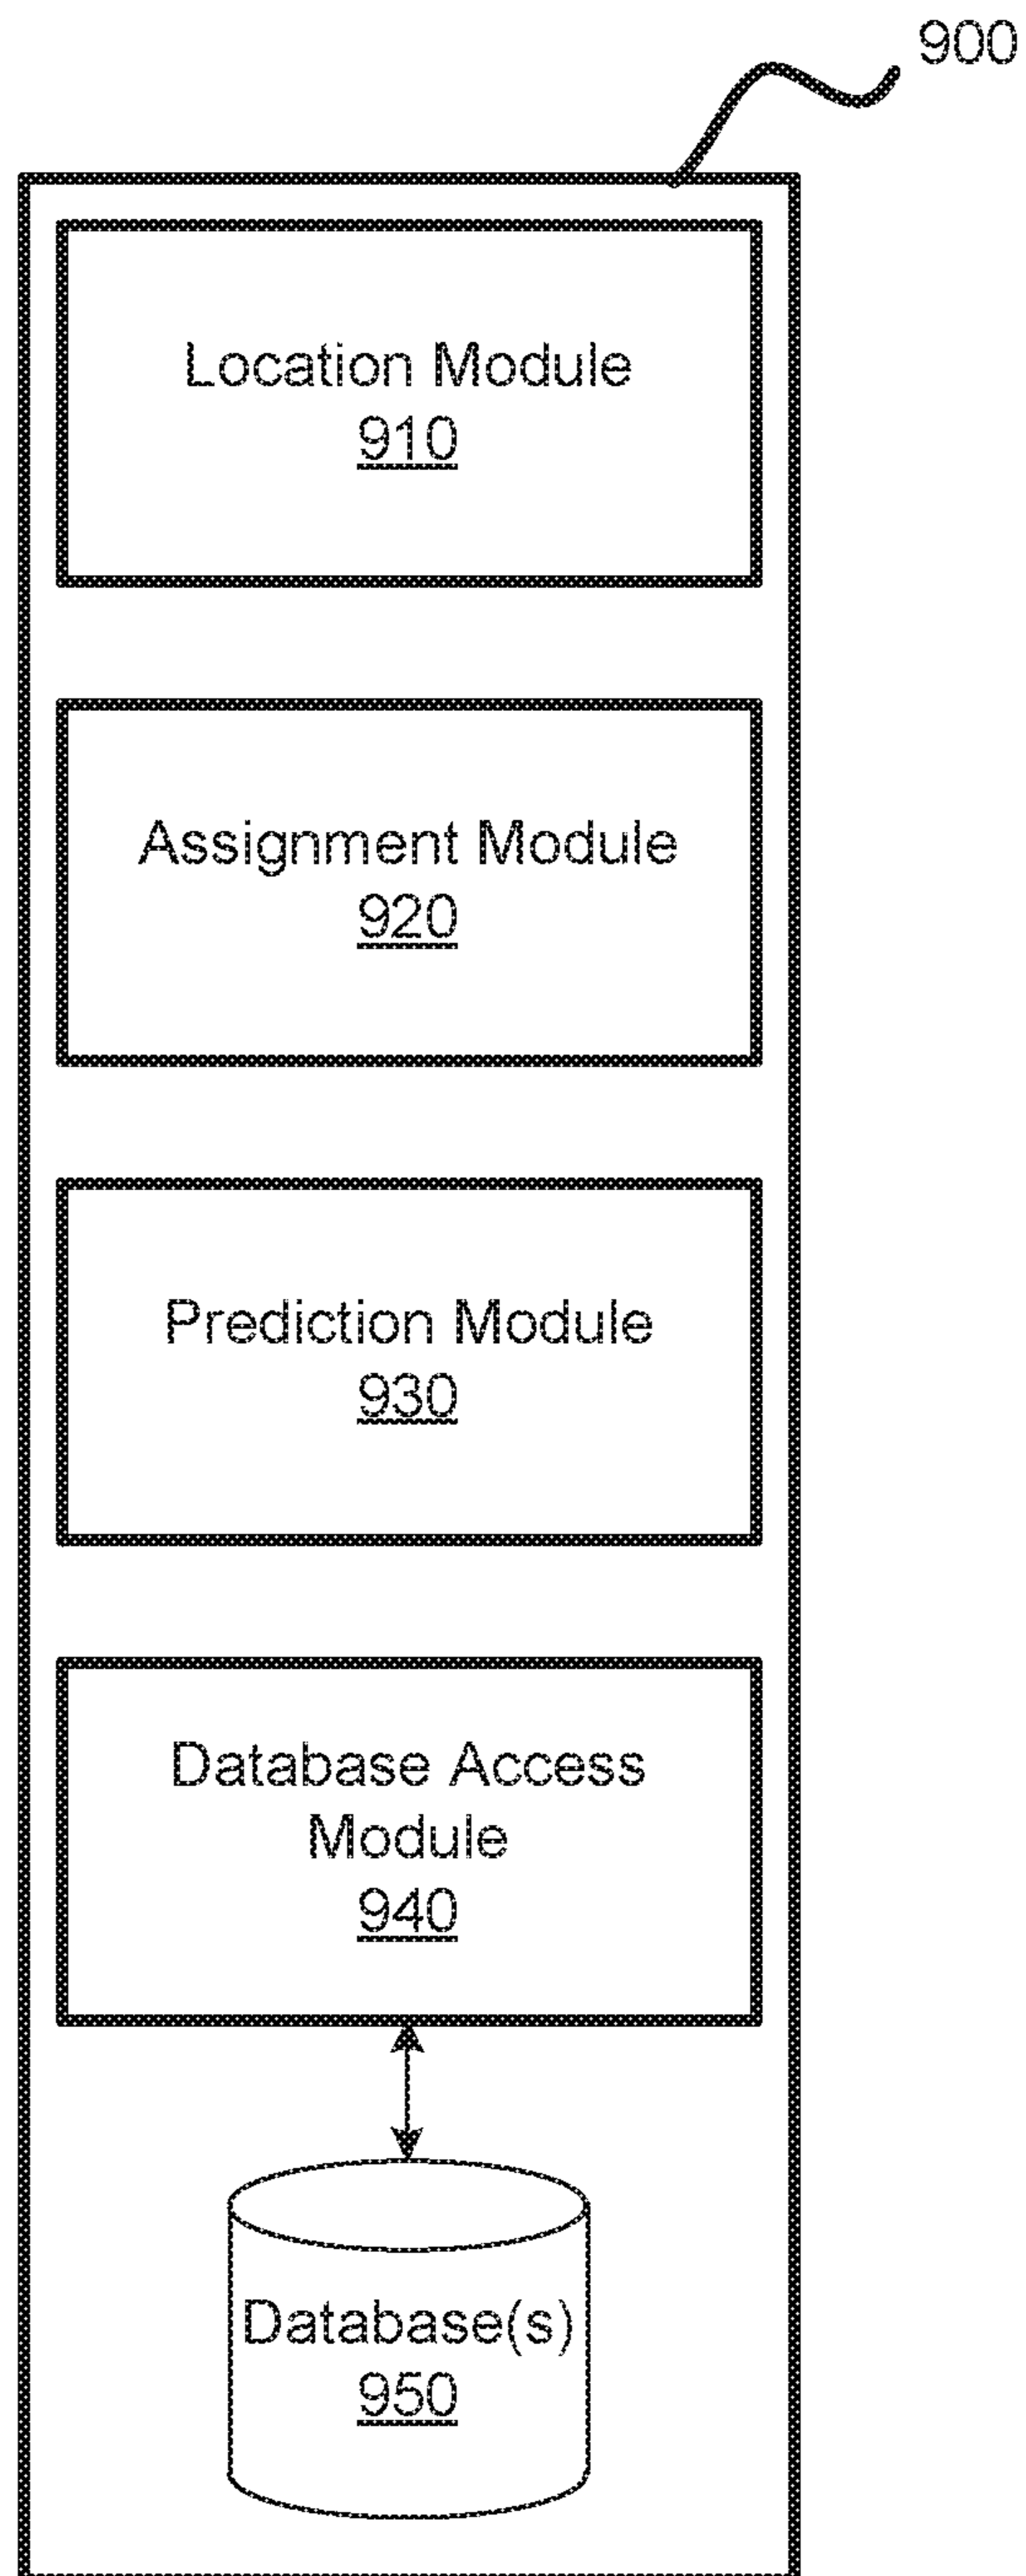 900
Location Module
910
Assignment Module
920
Prediction Module
930
Database Access
Module
940
Database(s)
950